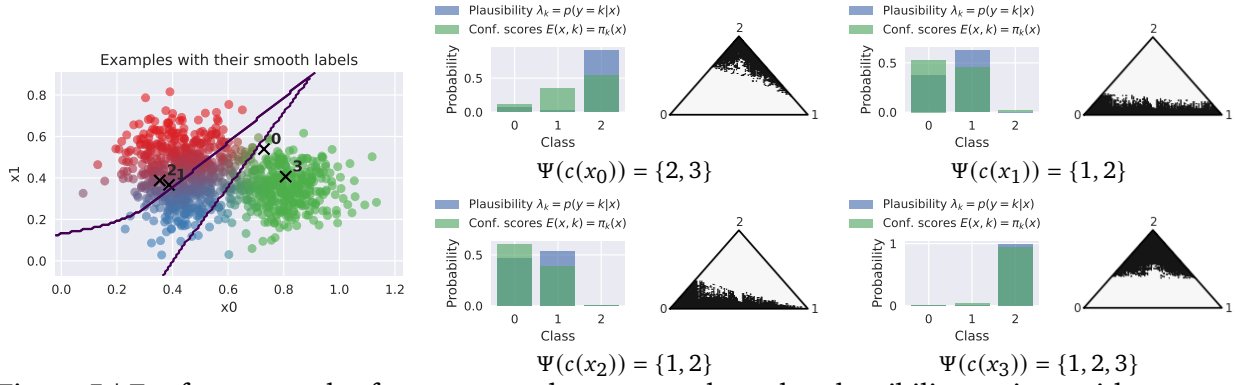 Examples with their smooth labels
x1
0.8
0.6
0.4
0.2
0.0
0
3
2
1
0.0 0.2 0.4 0.6 0.8 1.0 1.2
x0
Plausibility λₖ = p(y = k|x)
Conf. scores E(x, k) = πₖ(x)
Probability
0.5
0.0
0 1 2
Class
2
0 1
Ψ(c(x₀)) = {2, 3}
Plausibility λₖ = p(y = k|x)
Conf. scores E(x, k) = πₖ(x)
Probability
0.5
0.0
0 1 2
Class
2
0 1
Ψ(c(x₁)) = {1, 2}
Plausibility λₖ = p(y = k|x)
Conf. scores E(x, k) = πₖ(x)
Probability
0.5
0.0
0 1 2
Class
2
0 1
Ψ(c(x₂)) = {1, 2}
Plausibility λₖ = p(y = k|x)
Conf. scores E(x, k) = πₖ(x)
Probability
1
0.0
0 1 2
Class
2
0 1
Ψ(c(x₃)) = {1, 2, 3}